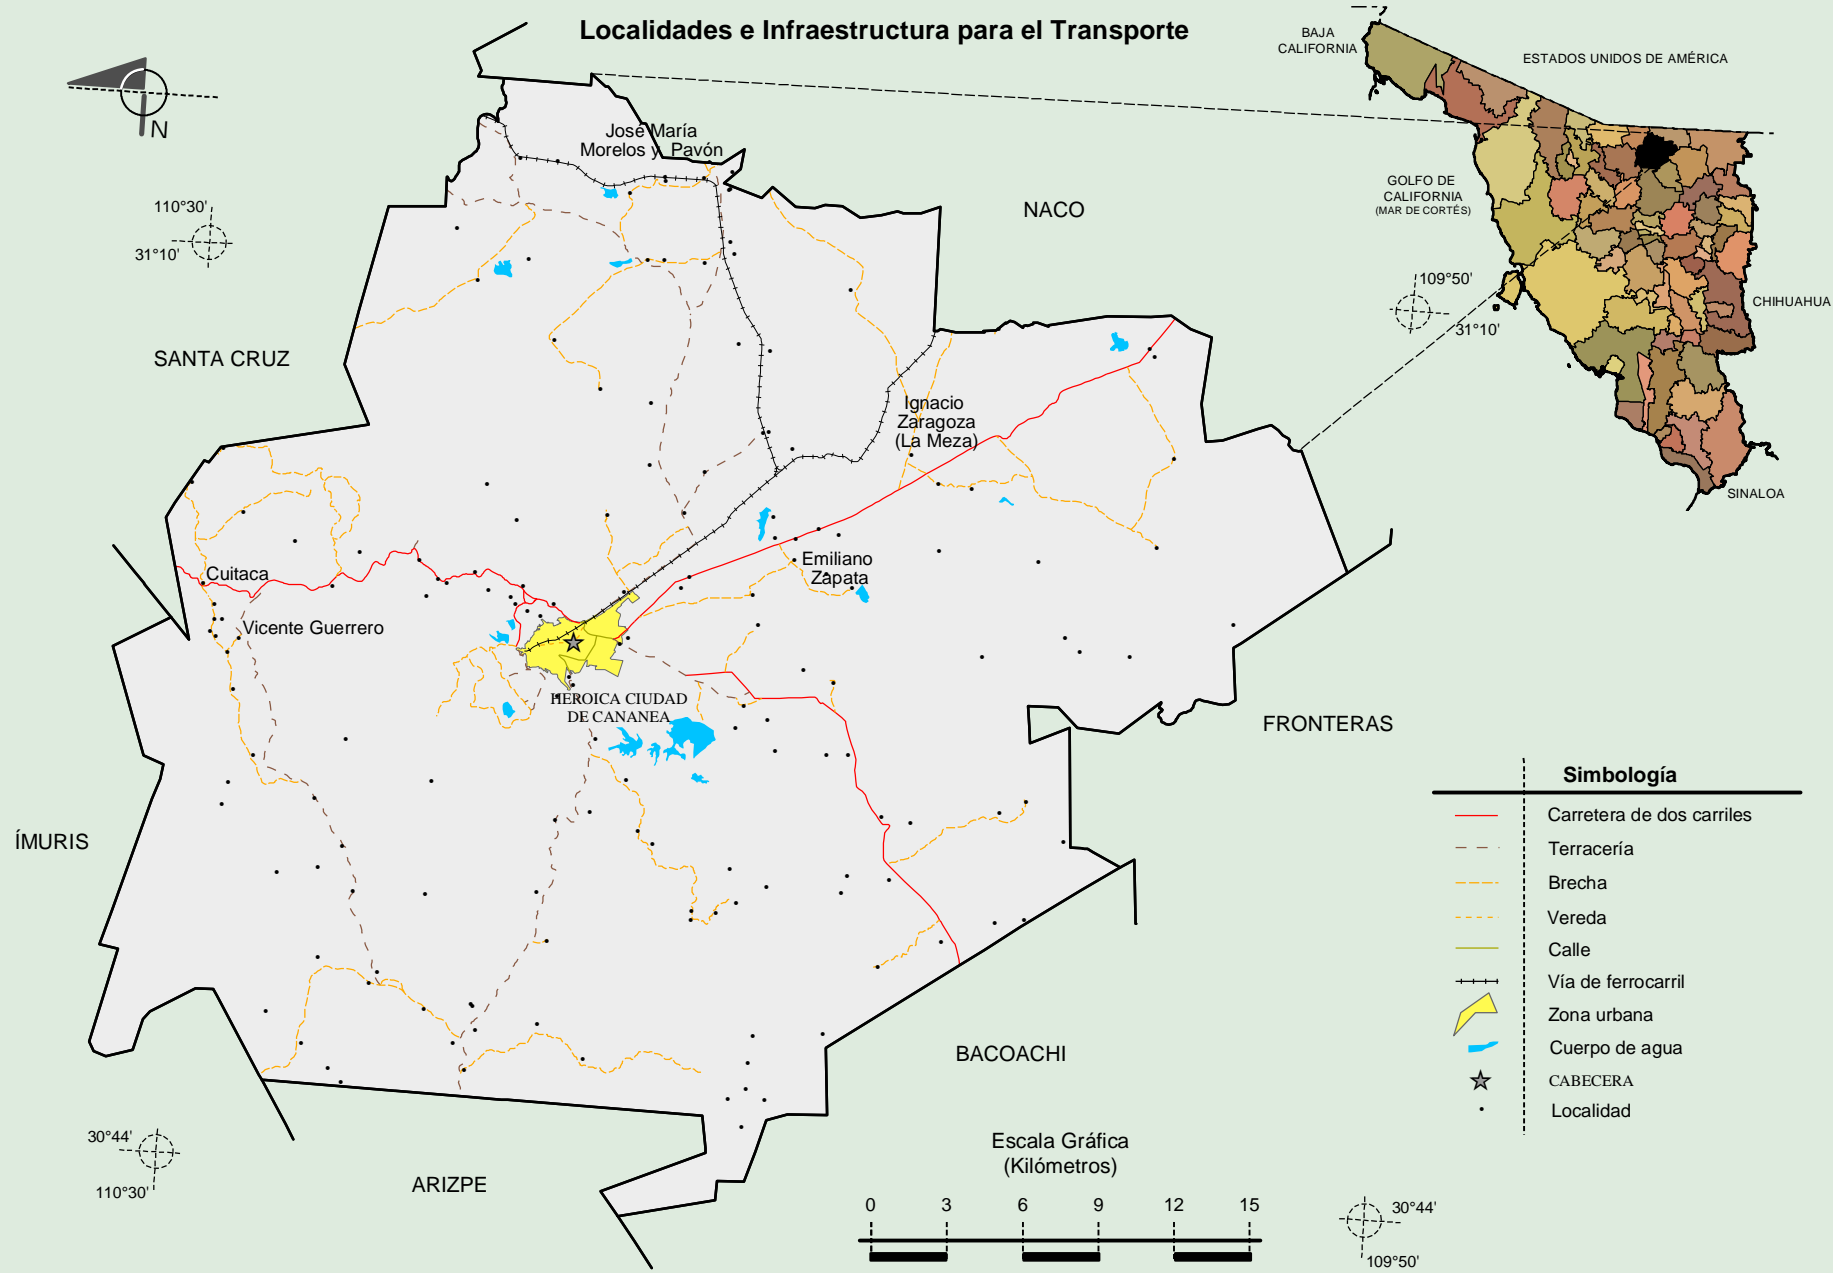 Localidades e Infraestructura para el Transporte
BAJA
CALIFORNIA
ESTADOS UNIDOS DE AMÉRICA
N
José María
Morelos y Pavón
110°30'
31°10'
NACO
GOLFO DE
CALIFORNIA
(MAR DE CORTÉS)
109°50'
31°10'
CHIHUAHUA
SINALOA
SANTA CRUZ
Ignacio
Zaragoza
(La Meza)
Emiliano
Zapata
Cuitaca
Vicente Guerrero
HEROICA CIUDAD
DE CANANEA
FRONTERAS
ÍMURIS
BACOACHI
ARIZPE
30°44'
110°30'
Simbología
Carretera de dos carriles
Terracería
Brecha
Vereda
Calle
Vía de ferrocarril
Zona urbana
Cuerpo de agua
CABECERA
Localidad
Escala Gráfica
(Kilómetros)
0 3 6 9 12 15
30°44'
109°50'